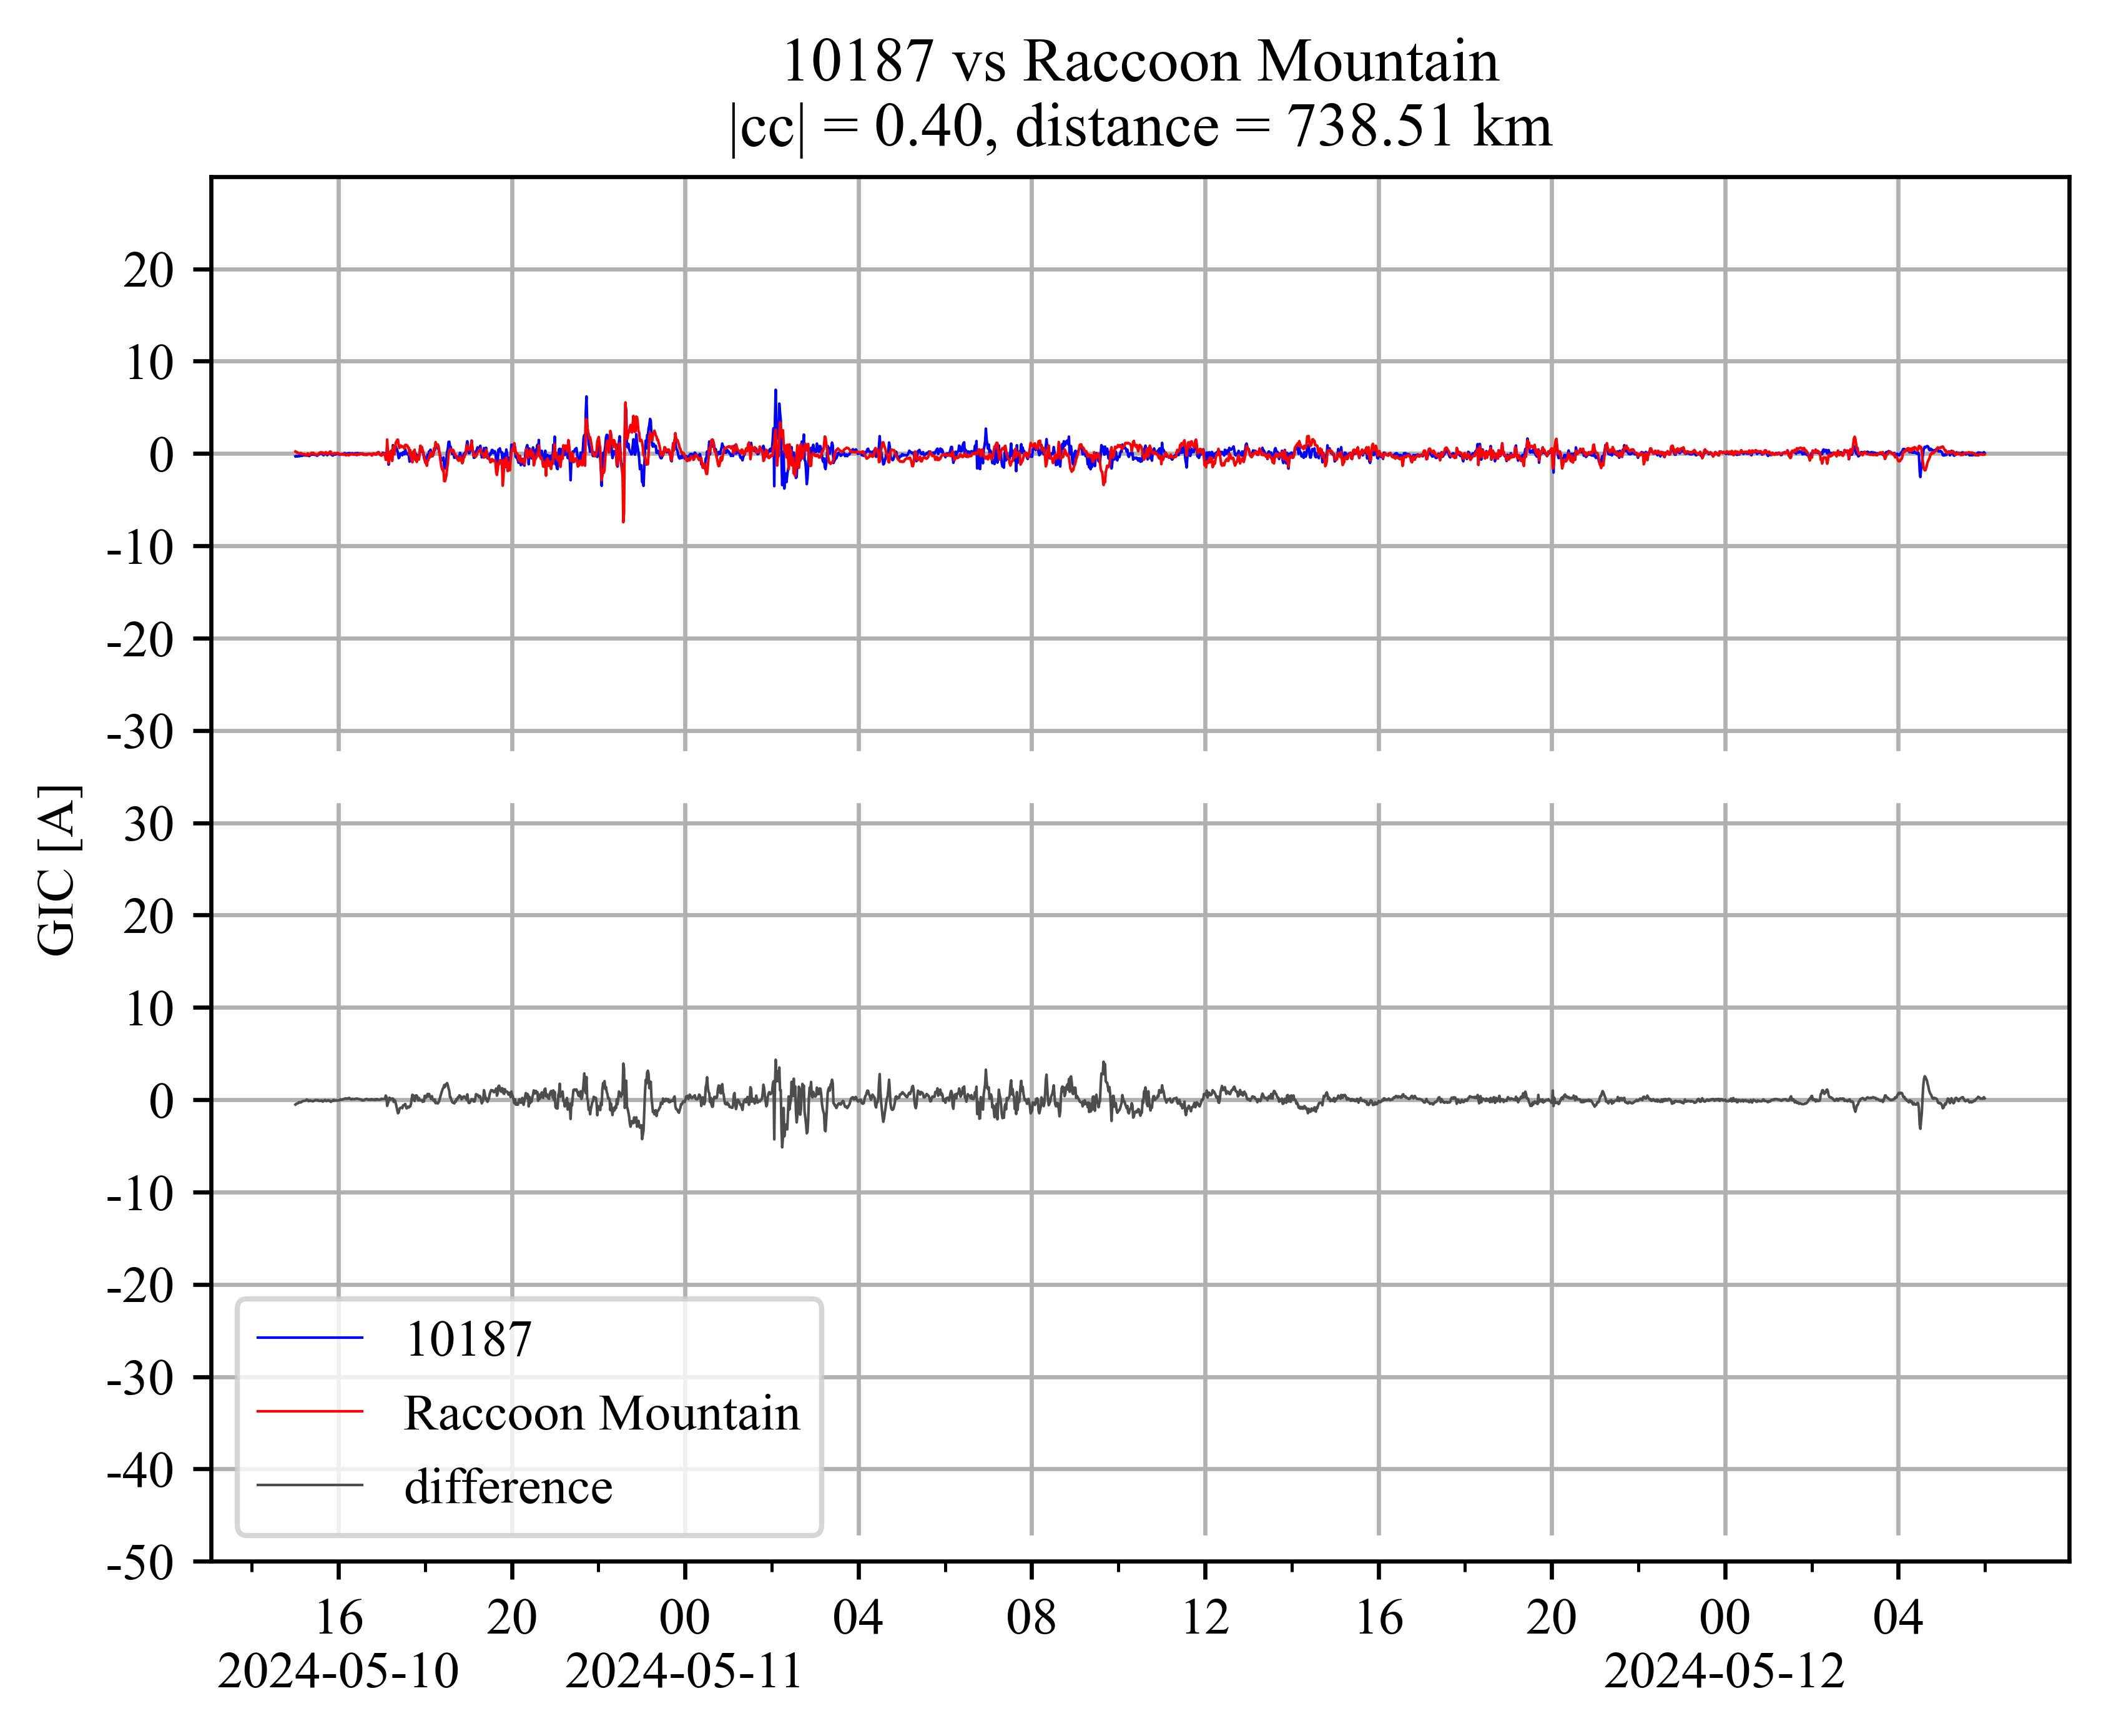 10187 vs Raccoon Mountain
|cc| = 0.40, distance = 738.51 km
GIC [A]
20
10
0
-10
-20
-30
30
20
10
0
-10
-20
-30
-40
-50
10187
Raccoon Mountain
difference
16 20 00 04 08 12 16 20 00 04
2024-05-10 2024-05-11 2024-05-12